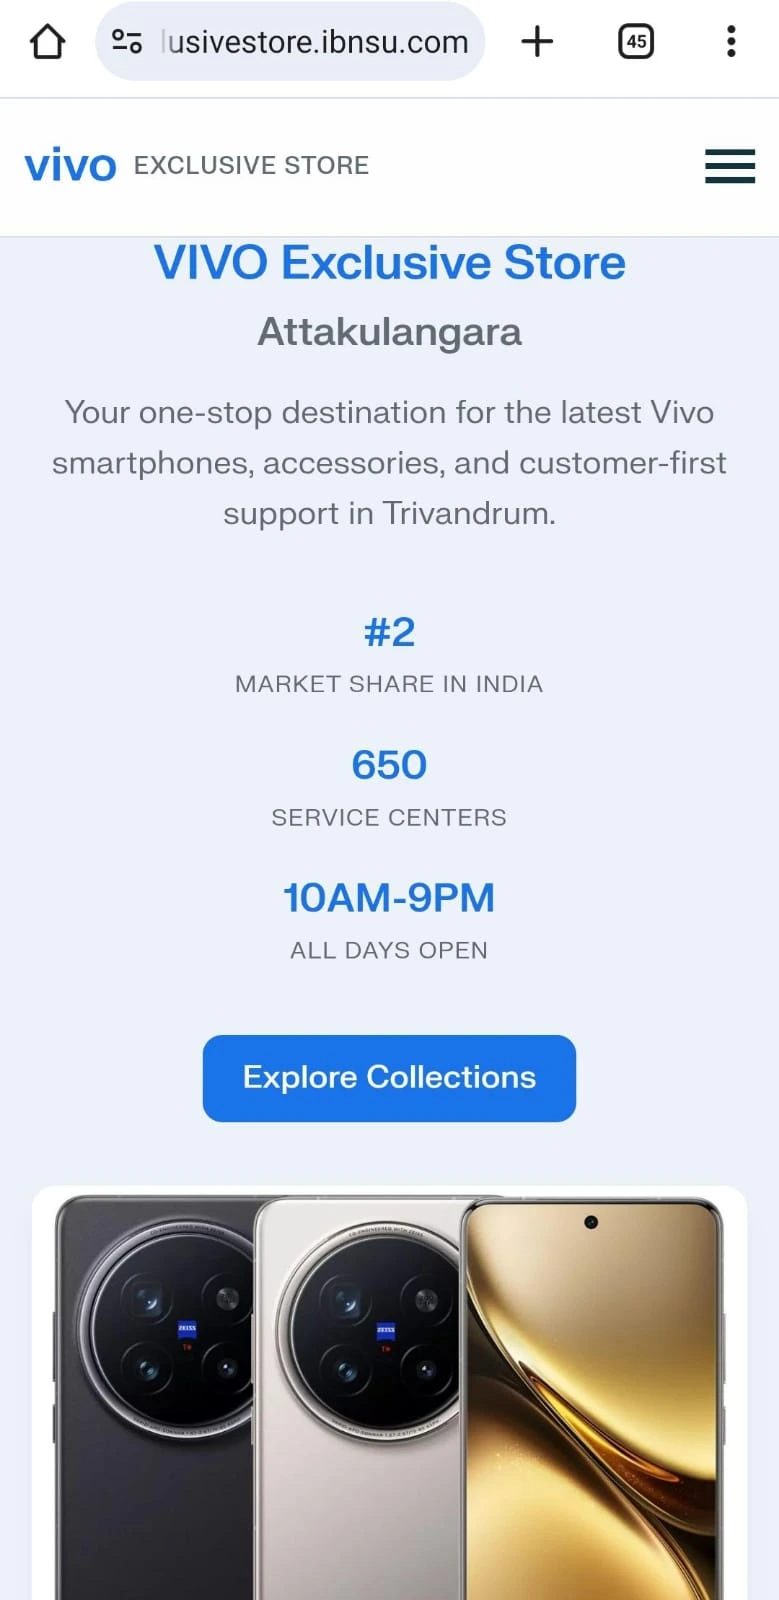 lusivestore.ibnsu.com
45
vivo EXCLUSIVE STORE
VIVO Exclusive Store
Attakulangara
Your one-stop destination for the latest Vivo
smartphones, accessories, and customer-first
support in Trivandrum.
#2
MARKET SHARE IN INDIA
650
SERVICE CENTERS
10AM-9PM
ALL DAYS OPEN
Explore Collections
ZEISS
ZEISS